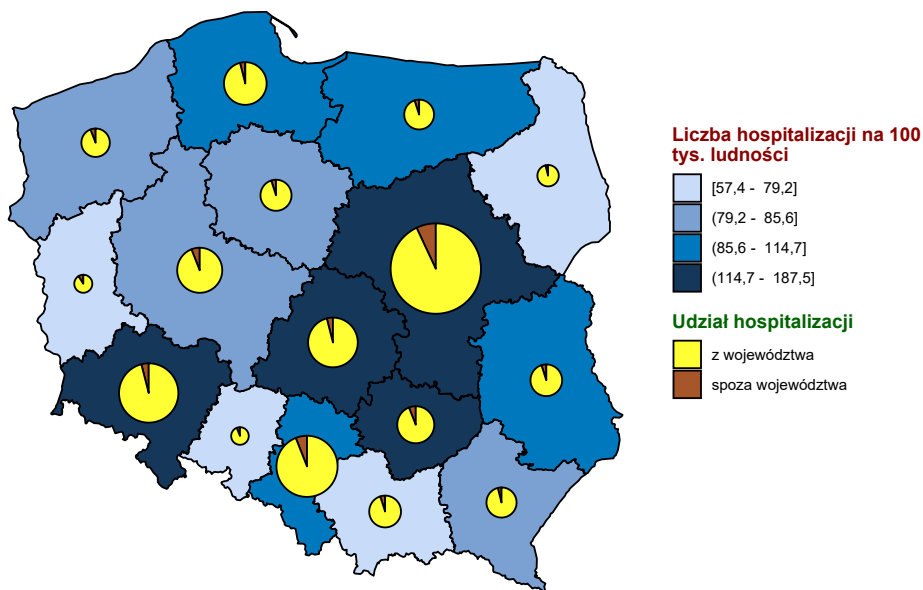 Liczba hospitalizacji na 100
tys. ludności
[57,4 - 79,2]
(79,2 - 85,6]
(85,6 - 114,7]
(114,7 - 187,5]
Udział hospitalizacji
z województwa
spoza województwa